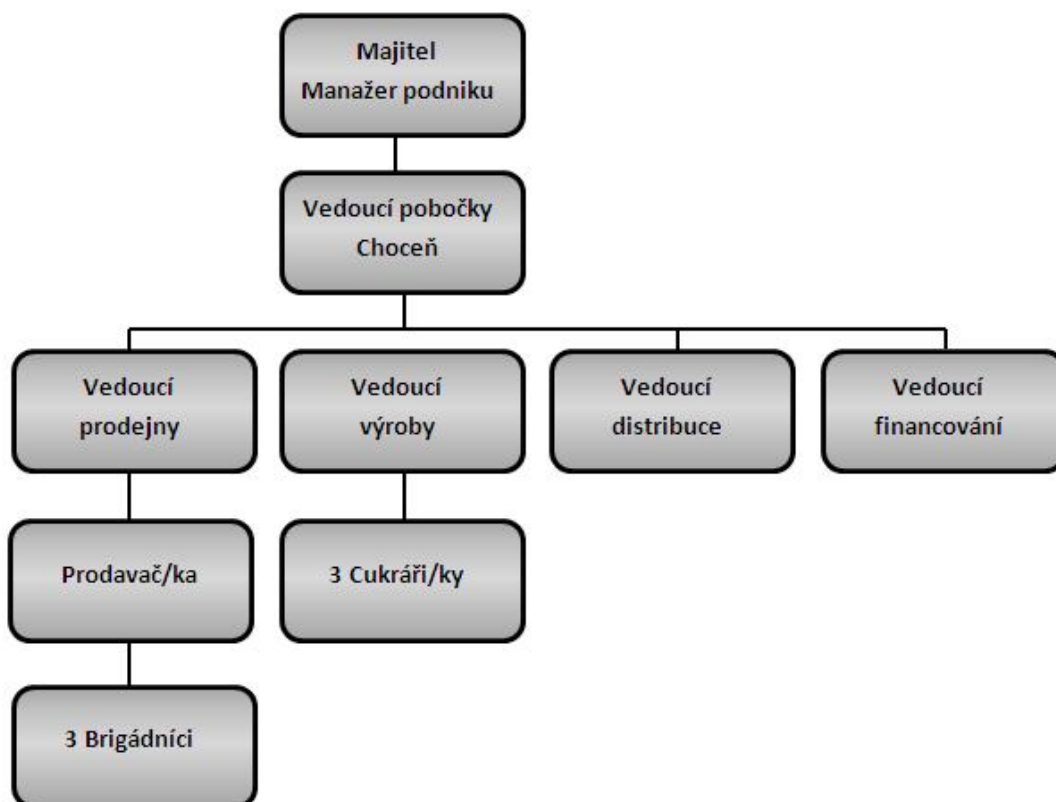 Majitel
Manažer podniku
Vedoucí pobočky
Choceň
Vedoucí
prodejny
Vedoucí
výroby
Vedoucí
distribuce
Vedoucí
financování
Prodavač/ka
3 Cukráři/ky
3 Brigádníci